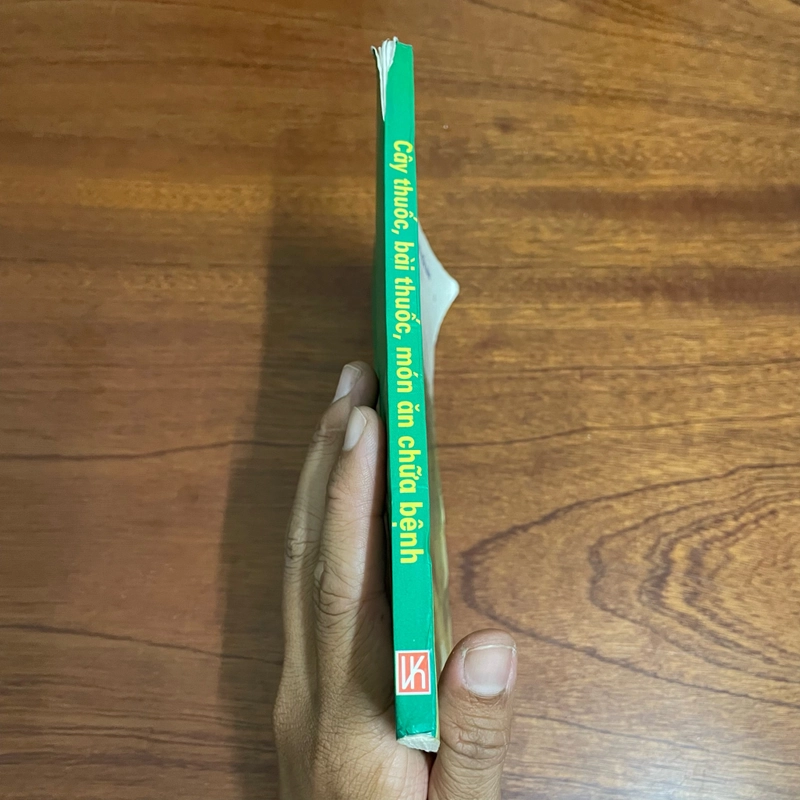 Cây thuốc, bài thuốc, món ăn chữa bệnh